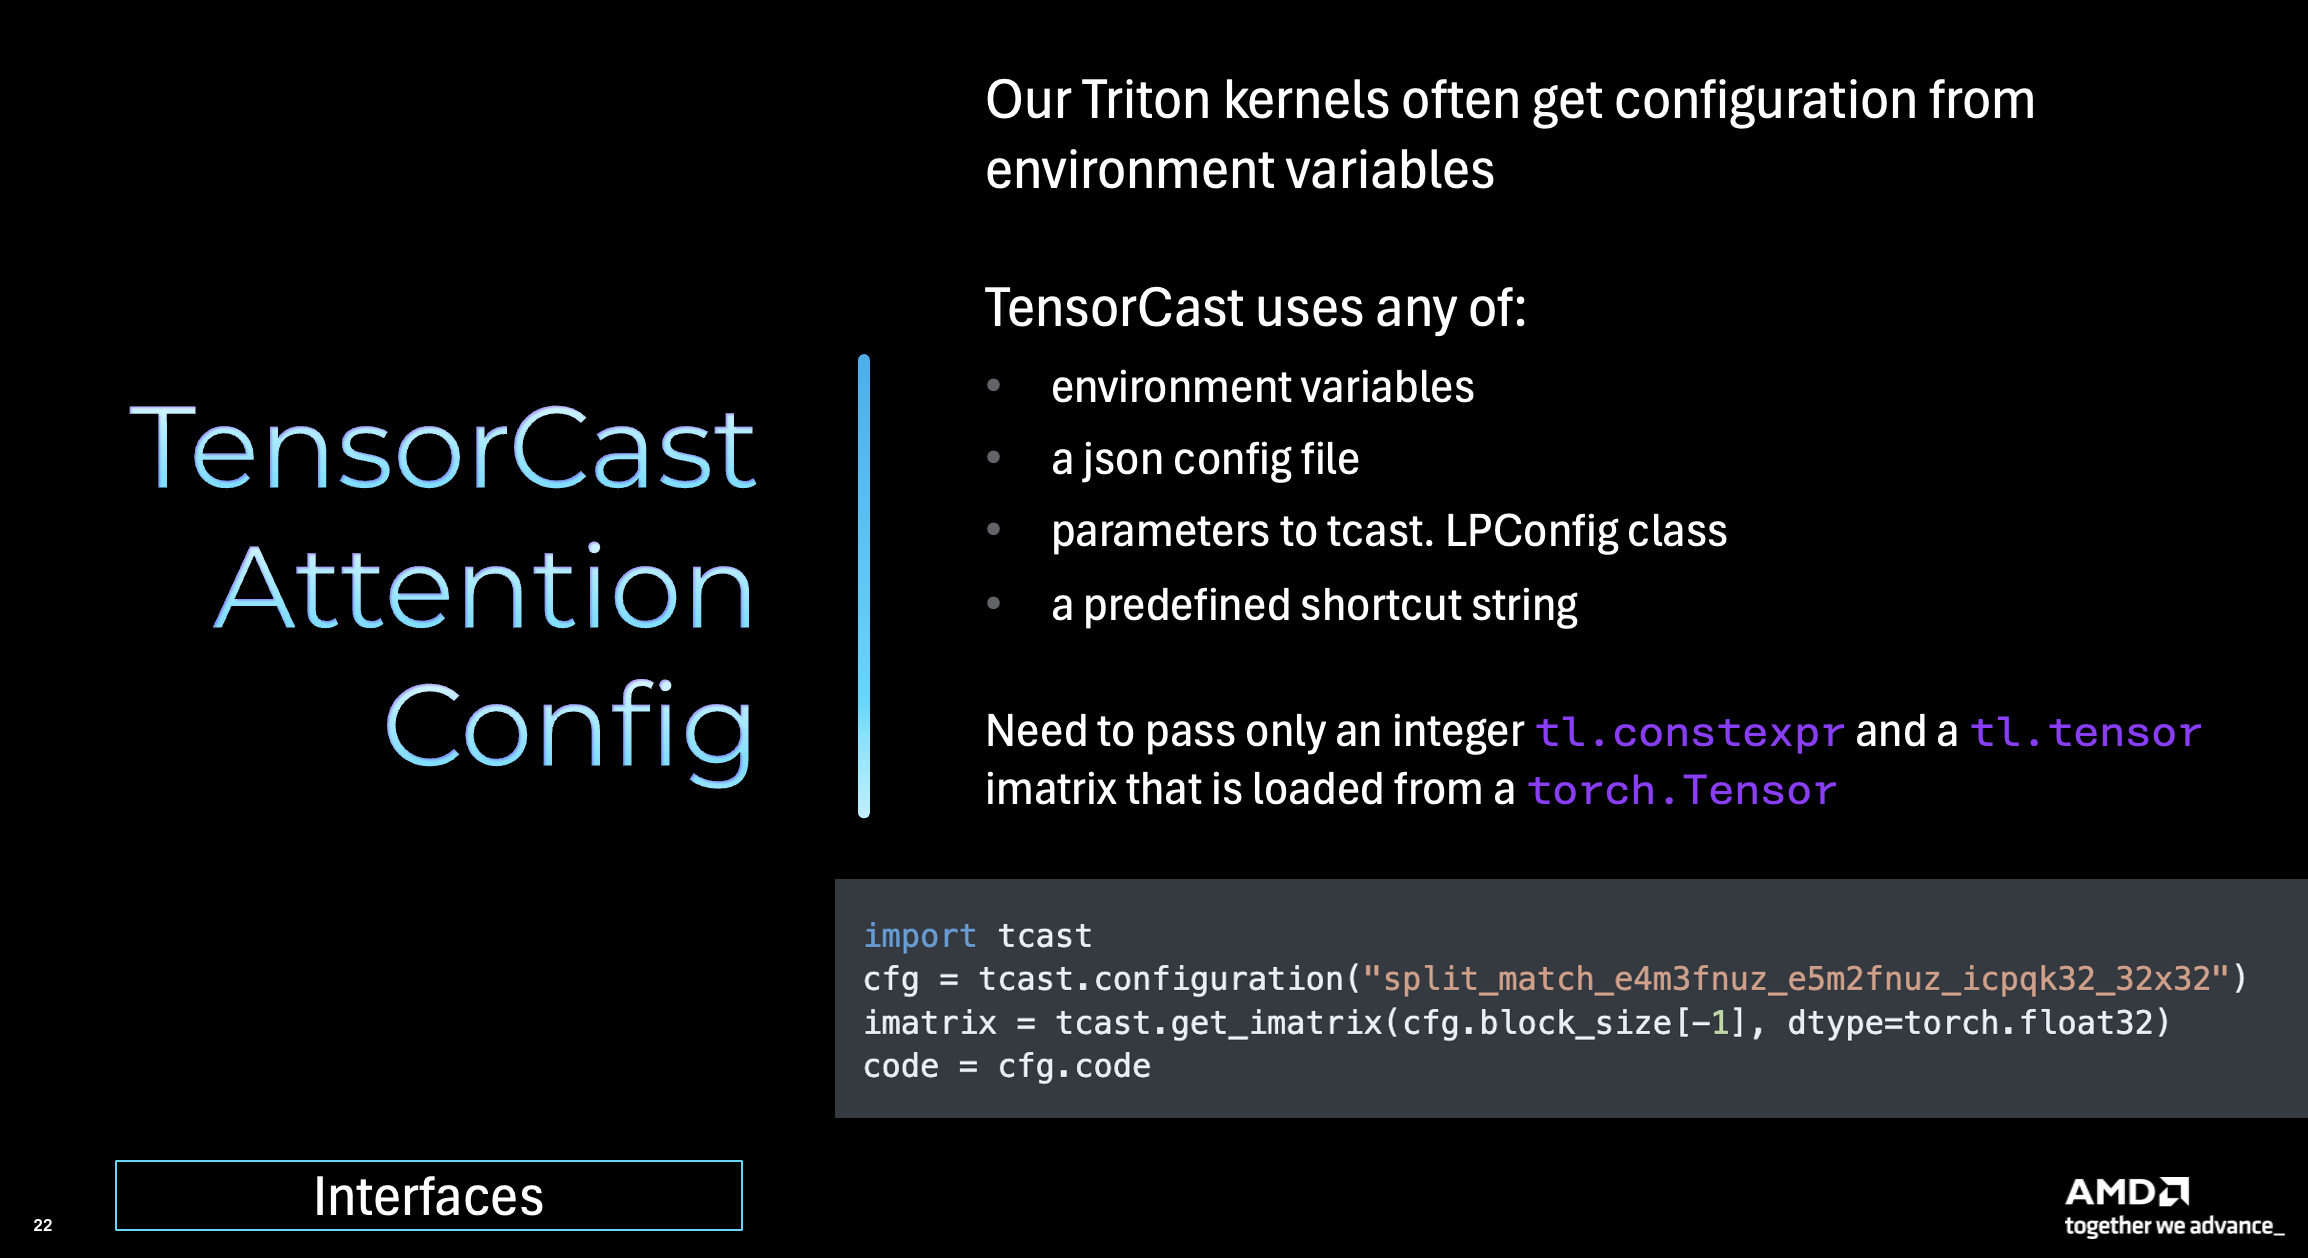 TensorCast
Attention
Config
Our Triton kernels often get configuration from
environment variables
TensorCast uses any of:
• environment variables
• a json config file
• parameters to tcast. LPConfig class
• a predefined shortcut string
Need to pass only an integer tl.constexpr and a tl.tensor
imatrix that is loaded from a torch.Tensor
import tcast
cfg = tcast.configuration("split_match_e4m3fnuz_e5m2fnuz_icpqk32_32x32")
imatrix = tcast.get_imatrix(cfg.block_size[-1], dtype=torch.float32)
code = cfg.code
Interfaces
22
AMD
together we advance_